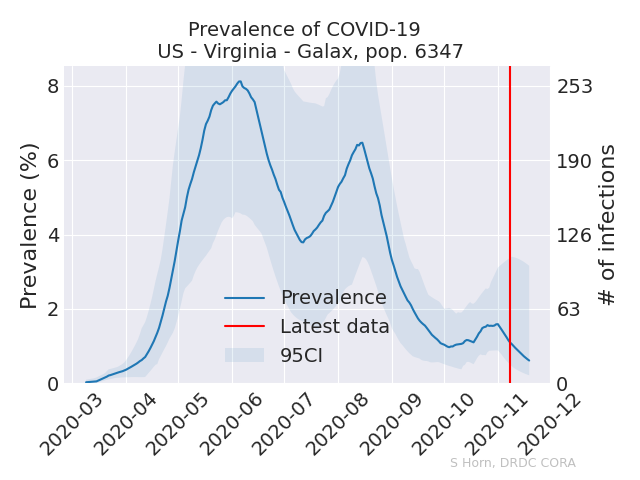 Prevalence of COVID-19
US - Virginia - Galax, pop. 6347
Prevalence (%)
8
6
4
2
0
253
190
126
63
0
# of infections
Prevalence
Latest data
95CI
2020-03
2020-04
2020-05
2020-06
2020-07
2020-08
2020-09
2020-10
2020-11
2020-12
S Horn, DRDC CORA